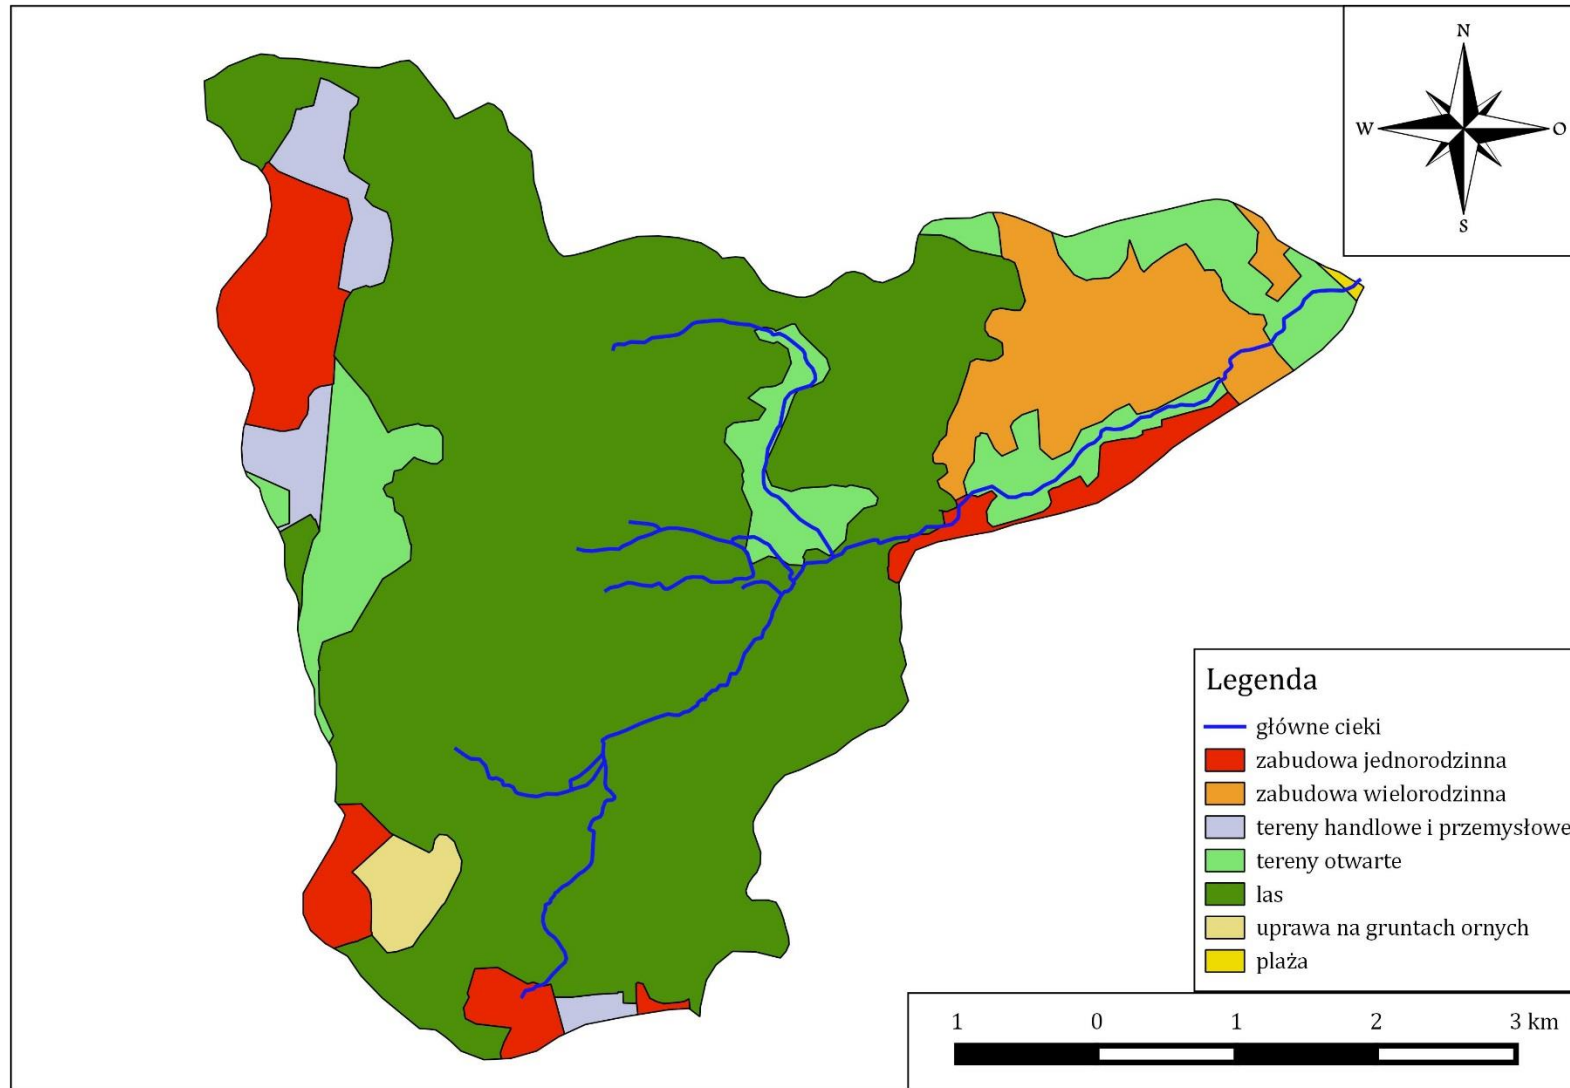 N
W
O
S
Legenda
główne cieki
zabudowa jednorodzinna
zabudowa wielorodzinna
tereny handlowe i przemysłowe
tereny otwarte
las
uprawa na gruntach ornych
plaża
1 0 1 2 3 km